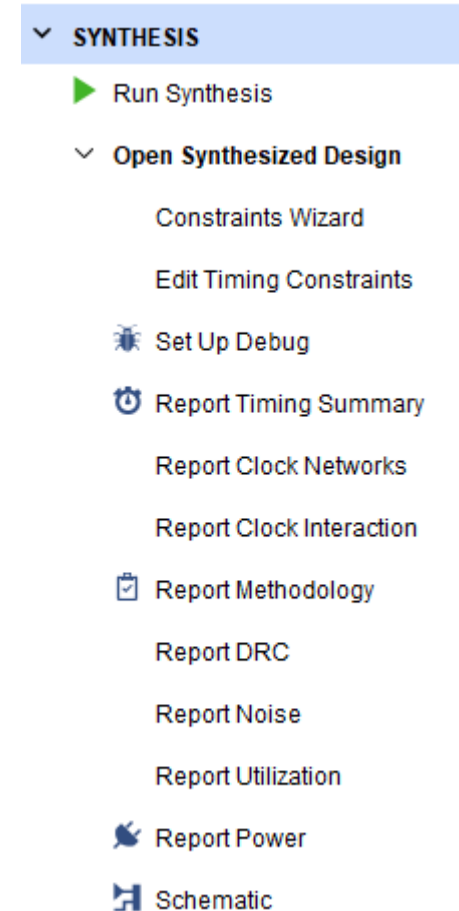 SYNTHESIS
Run Synthesis
Open Synthesized Design
Constraints Wizard
Edit Timing Constraints
Set Up Debug
Report Timing Summary
Report Clock Networks
Report Clock Interaction
Report Methodology
Report DRC
Report Noise
Report Utilization
Report Power
Schematic